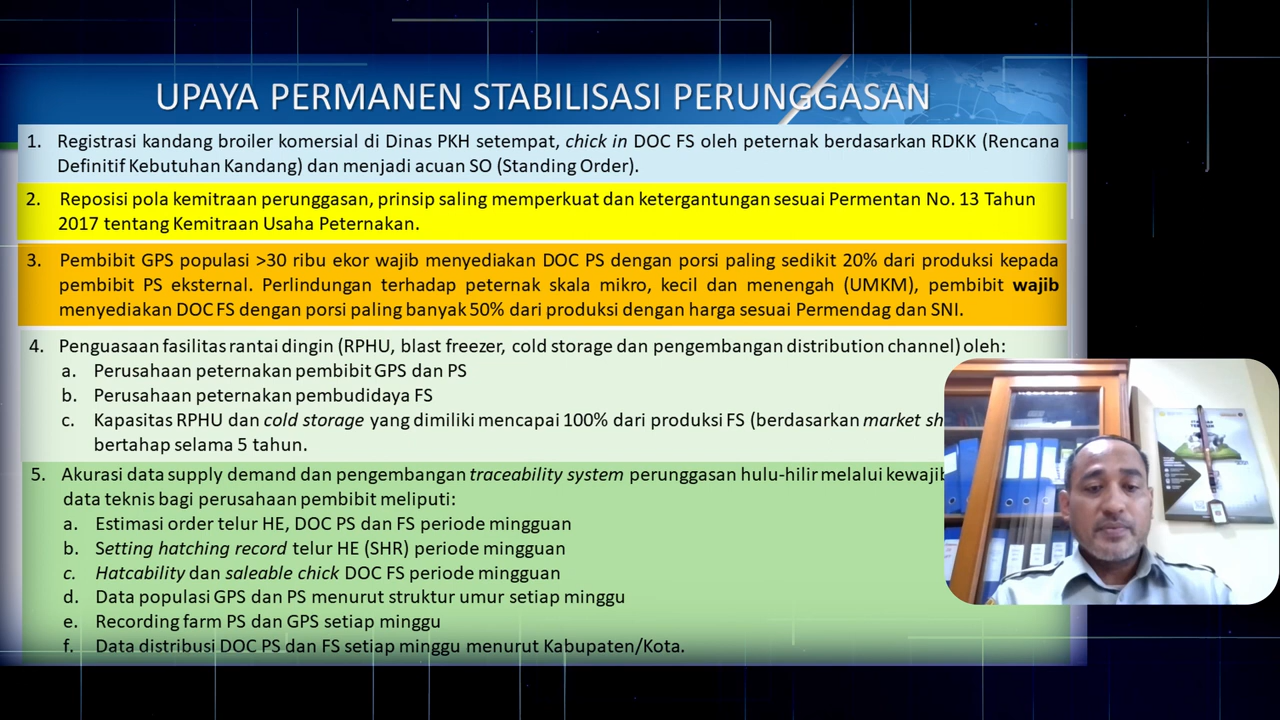 UPAYA PERMANEN STABILISASI PERUNGGASAN
1. Registrasi kandang broiler komersial di Dinas PKH setempat, chick in DOC FS oleh peternak berdasarkan RDKK (Rencana
Definitif Kebutuhan Kandang) dan menjadi acuan SO (Standing Order).
2. Reposisi pola kemitraan perunggasan, prinsip saling memperkuat dan ketergantungan sesuai Permentan No. 13 Tahun
2017 tentang Kemitraan Usaha Peternakan.
3. Pembibit GPS populasi >30 ribu ekor wajib menyediakan DOC PS dengan porsi paling sedikit 20% dari produksi kepada
pembibit PS eksternal. Perlindungan terhadap peternak skala mikro, kecil dan menengah (UMKM), pembibit wajib
menyediakan DOC FS dengan porsi paling banyak 50% dari produksi dengan harga sesuai Permendag dan SNI.
4. Penguasaan fasilitas rantai dingin (RPHU, blast freezer, cold storage dan pengembangan distribution channel) oleh:
a. Perusahaan peternakan pembibit GPS dan PS
b. Perusahaan peternakan pembudidaya FS
c. Kapasitas RPHU dan cold storage yang dimiliki mencapai 100% dari produksi FS (berdasarkan market
bertahap selama 5 tahun.
5. Akurasi data supply demand dan pengembangan traceability system perunggasan hulu-hilir melalui
data teknis bagi perusahaan pembibit meliputi:
a. Estimasi order telur HE, DOC PS dan FS periode mingguan
b. Setting hatching record telur HE (SHR) periode mingguan
c. Hatcability dan saleable chick DOC FS periode mingguan
d. Data populasi GPS dan PS menurut struktur umur setiap minggu
e. Recording farm PS dan GPS setiap minggu
f. Data distribusi DOC PS dan FS setiap minggu menurut Kabupaten/Kota.